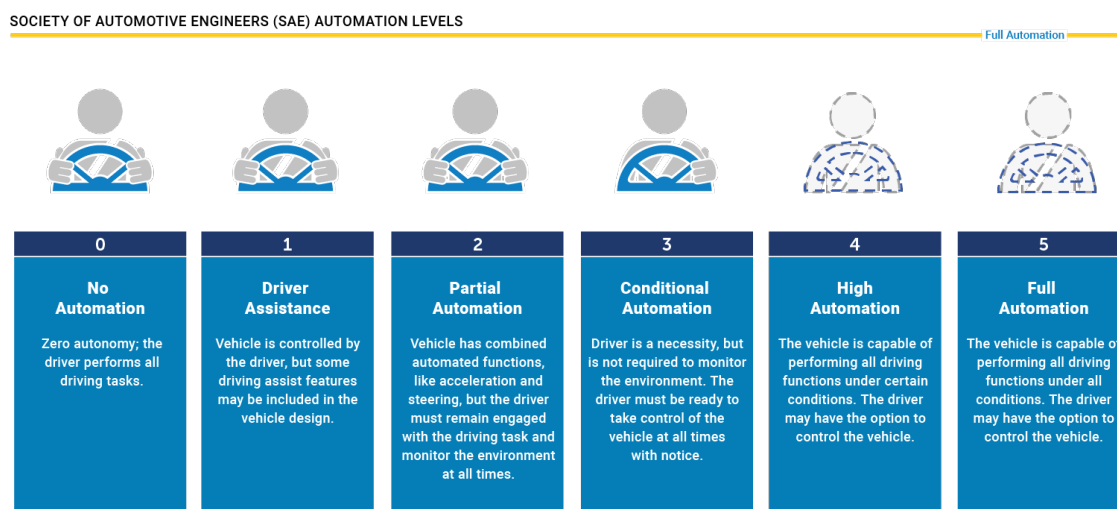 SOCIETY OF AUTOMOTIVE ENGINEERS (SAE) AUTOMATION LEVELS
Full Automation
0
No
Automation
Zero autonomy; the
driver performs all
driving tasks.
1
Driver
Assistance
Vehicle is controlled by
the driver, but some
driving assist features
may be included in the
vehicle design.
2
Partial
Automation
Vehicle has combined
automated functions,
like acceleration and
steering, but the driver
must remain engaged
with the driving task and
monitor the environment
at all times.
3
Conditional
Automation
Driver is a necessity, but
is not required to monitor
the environment. The
driver must be ready to
take control of the
vehicle at all times
with notice.
4
High
Automation
The vehicle is capable of
performing all driving
functions under certain
conditions. The driver
may have the option to
control the vehicle.
5
Full
Automation
The vehicle is capable of
performing all driving
functions under all
conditions. The driver
may have the option to
control the vehicle.